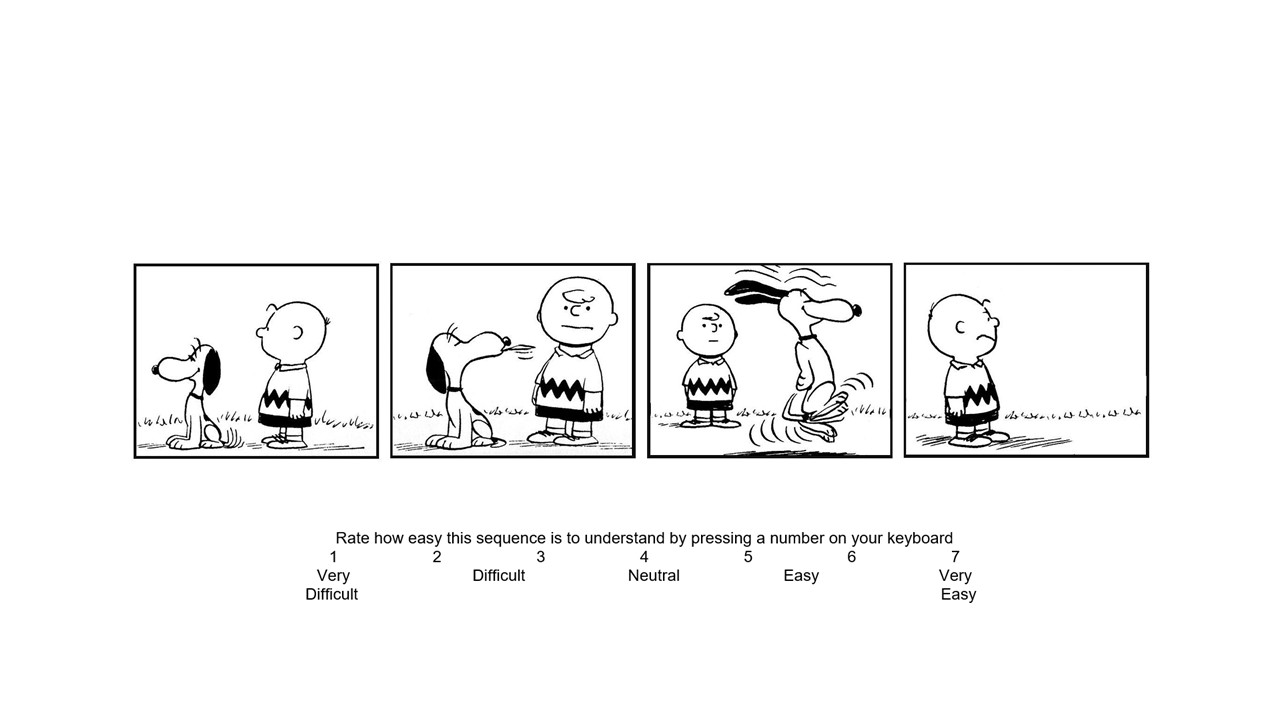 Rate how easy this sequence is to understand by pressing a number on your keyboard
1 2 3 4 5 6 7
Very Difficult Neutral Easy Very
Difficult Easy